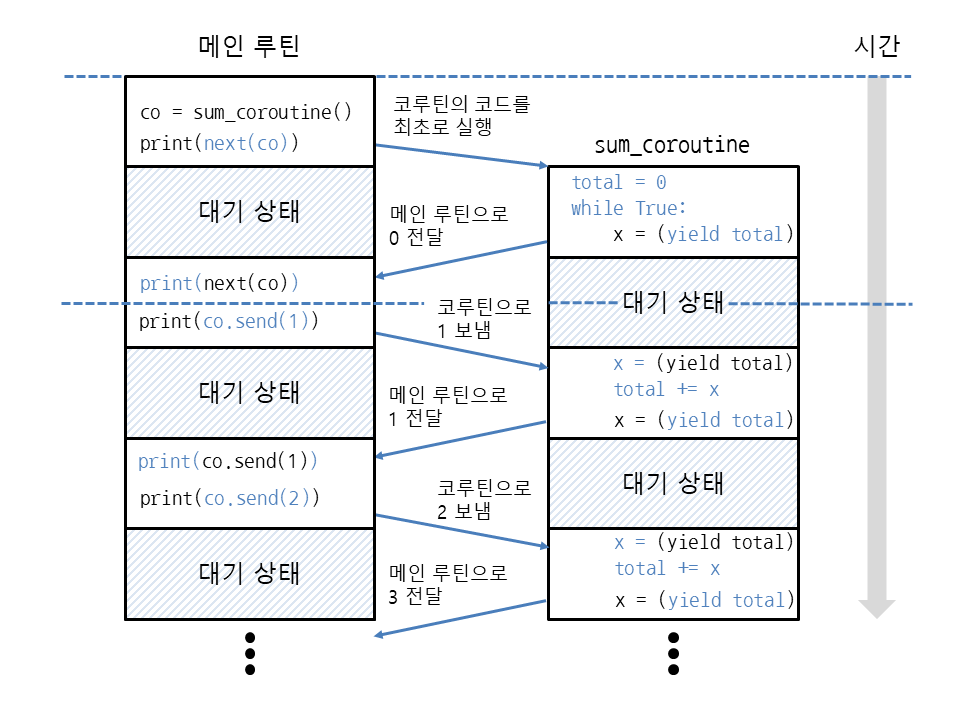 메인 루틴
시간
co = sum_coroutine()
print(next(co))
코루틴의 코드를
최초로 실행
sum_coroutine
total = 0
while True:
x = (yield total)
대기 상태
메인 루틴으로
0 전달
print(next(co))
print(co.send(1))
대기 상태
코루틴으로
1 보냄
x = (yield total)
total += x
x = (yield total)
대기 상태
메인 루틴으로
1 전달
print(co.send(1))
print(co.send(2))
대기 상태
코루틴으로
2 보냄
x = (yield total)
total += x
x = (yield total)
대기 상태
메인 루틴으로
3 전달